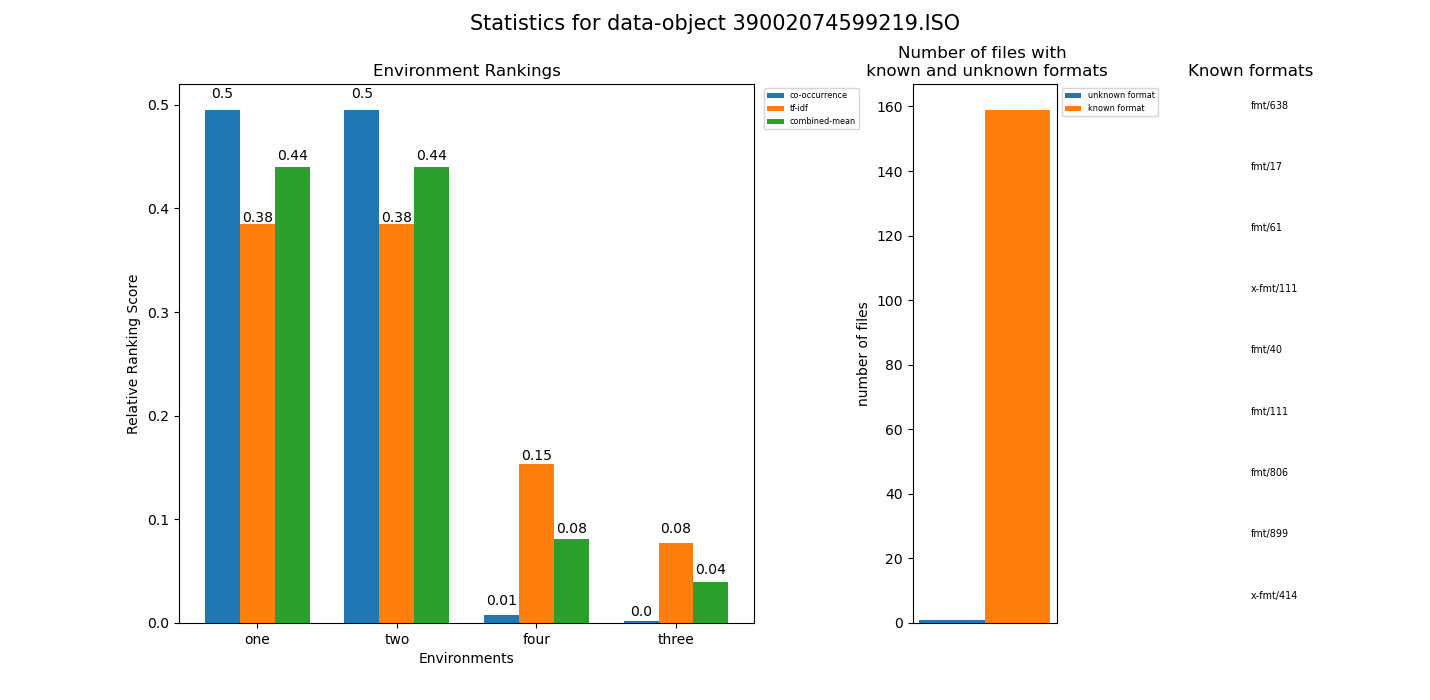 Statistics for data-object 39002074599219.ISO
Environment Rankings
Relative Ranking Score
0.5
0.4
0.3
0.2
0.1
0.0
0.5
0.38
0.44
0.5
0.38
0.44
0.01
0.15
0.08
0.0
0.08
0.04
one
two
four
three
Environments
co-occurrence
tf-idf
combined-mean
Number of files with
known and unknown formats
number of files
160
140
120
100
80
60
40
20
0
unknown format
known format
Known formats
fmt/638
fmt/17
fmt/61
x-fmt/111
fmt/40
fmt/111
fmt/806
fmt/899
x-fmt/414